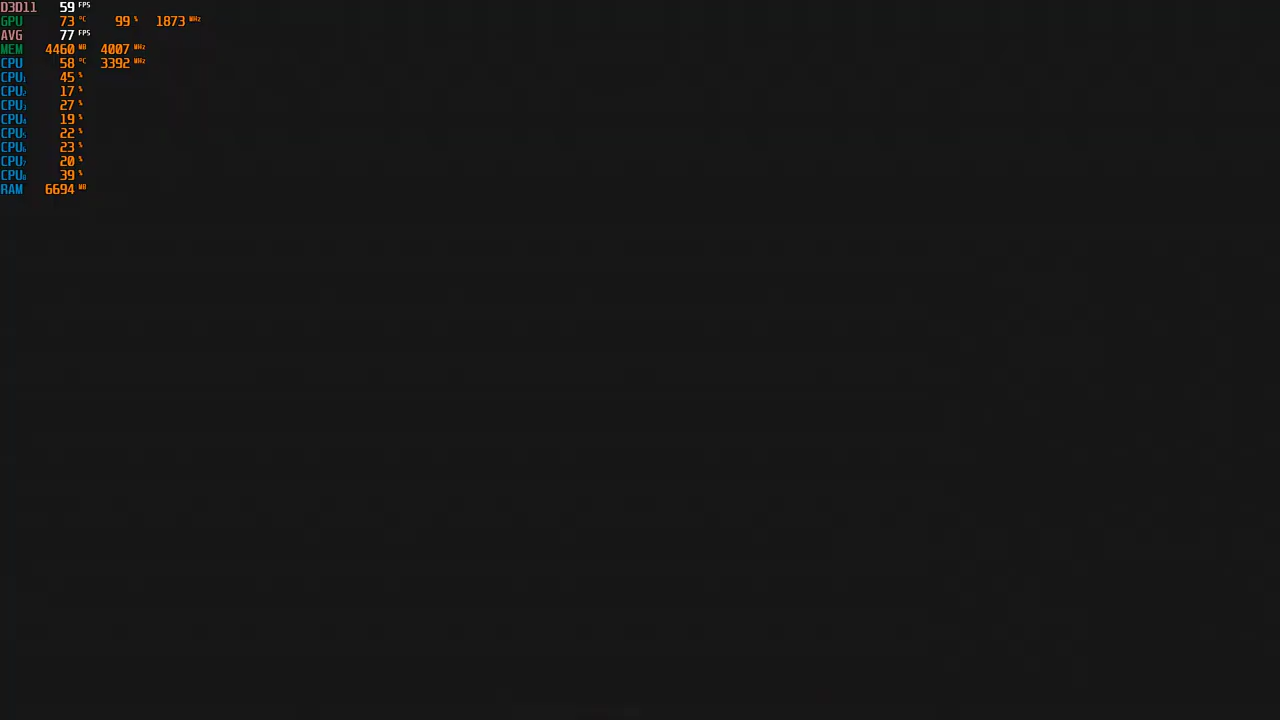 D3D11 59 FPS
GPU 73 °C 99 % 1873 MHz
AVG 77 FPS
MEM 4460 MB 4007 MHz
CPU 58 °C 3392 MHz
CPU1 45 %
CPU2 17 %
CPU3 27 %
CPU4 19 %
CPU5 22 %
CPU6 23 %
CPU7 20 %
CPU8 39 %
RAM 6694 MB